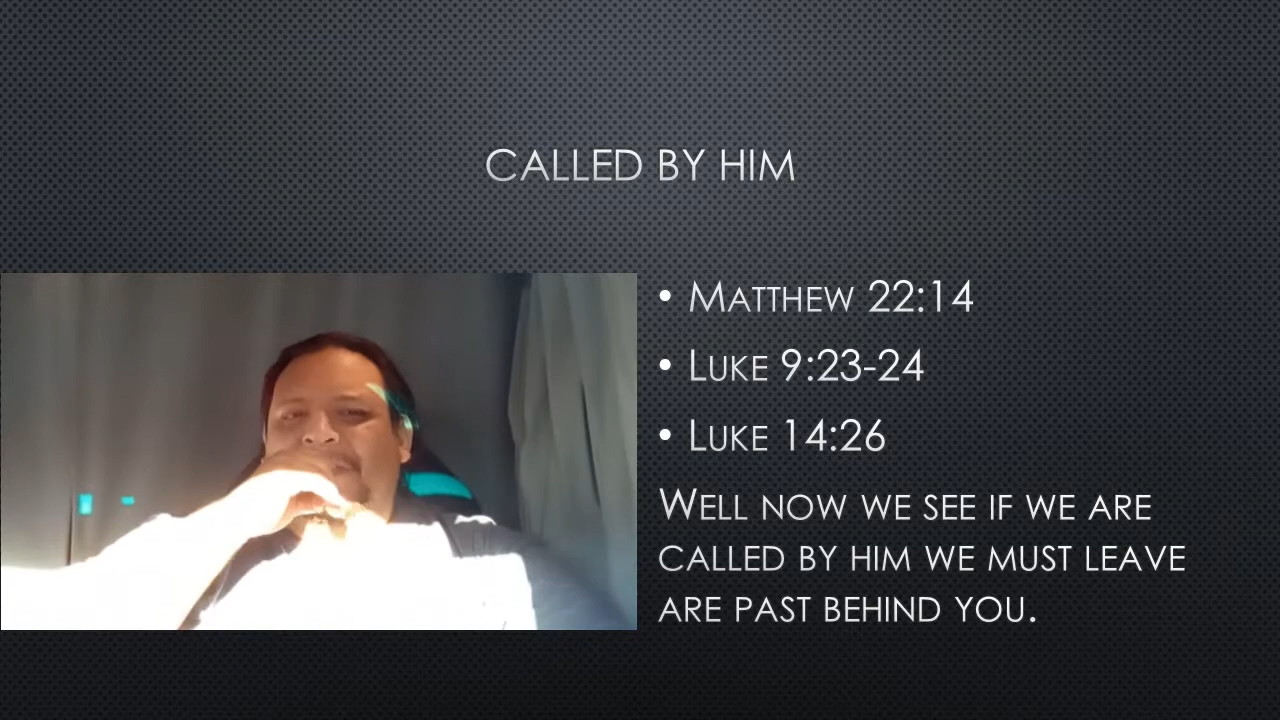 CALLED BY HIM
• MATTHEW 22:14
• LUKE 9:23-24
• LUKE 14:26
WELL NOW WE SEE IF WE ARE
CALLED BY HIM WE MUST LEAVE
ARE PAST BEHIND YOU.